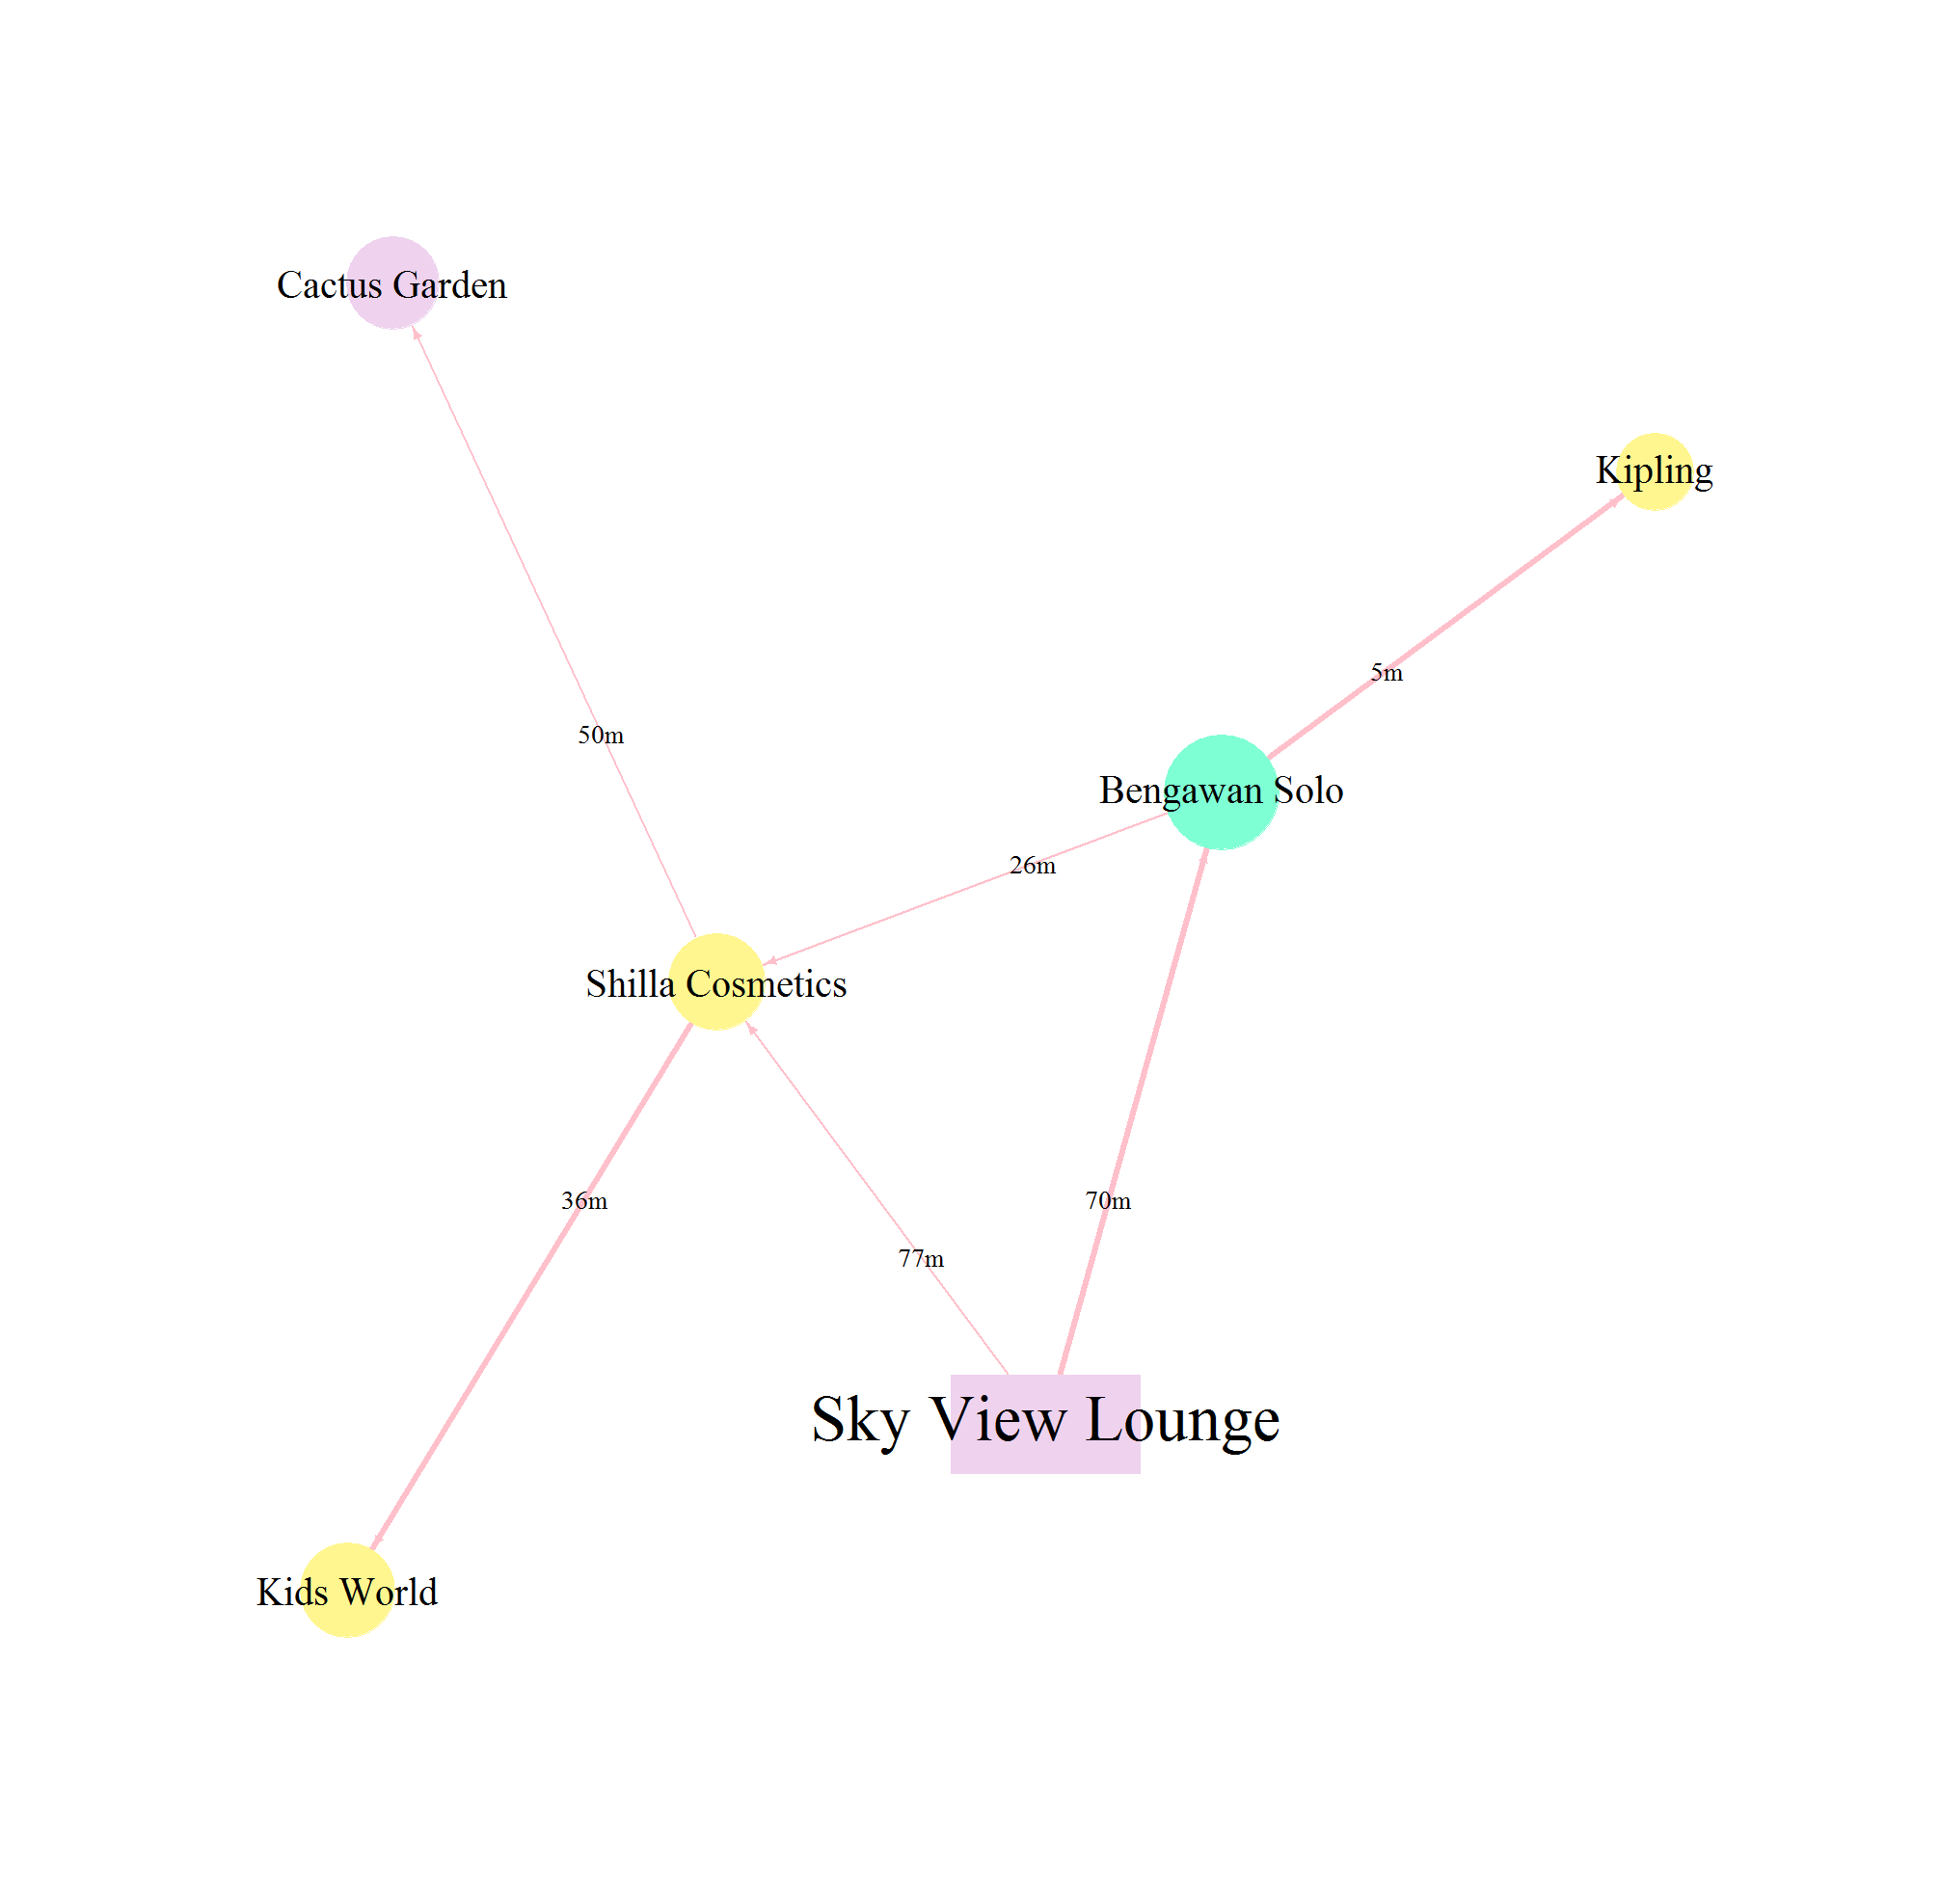 Cactus Garden
Kipling
5m
50m
Bengawan Solo
26m
Shilla Cosmetics
36m
70m
77m
Sky View Lounge
Kids World